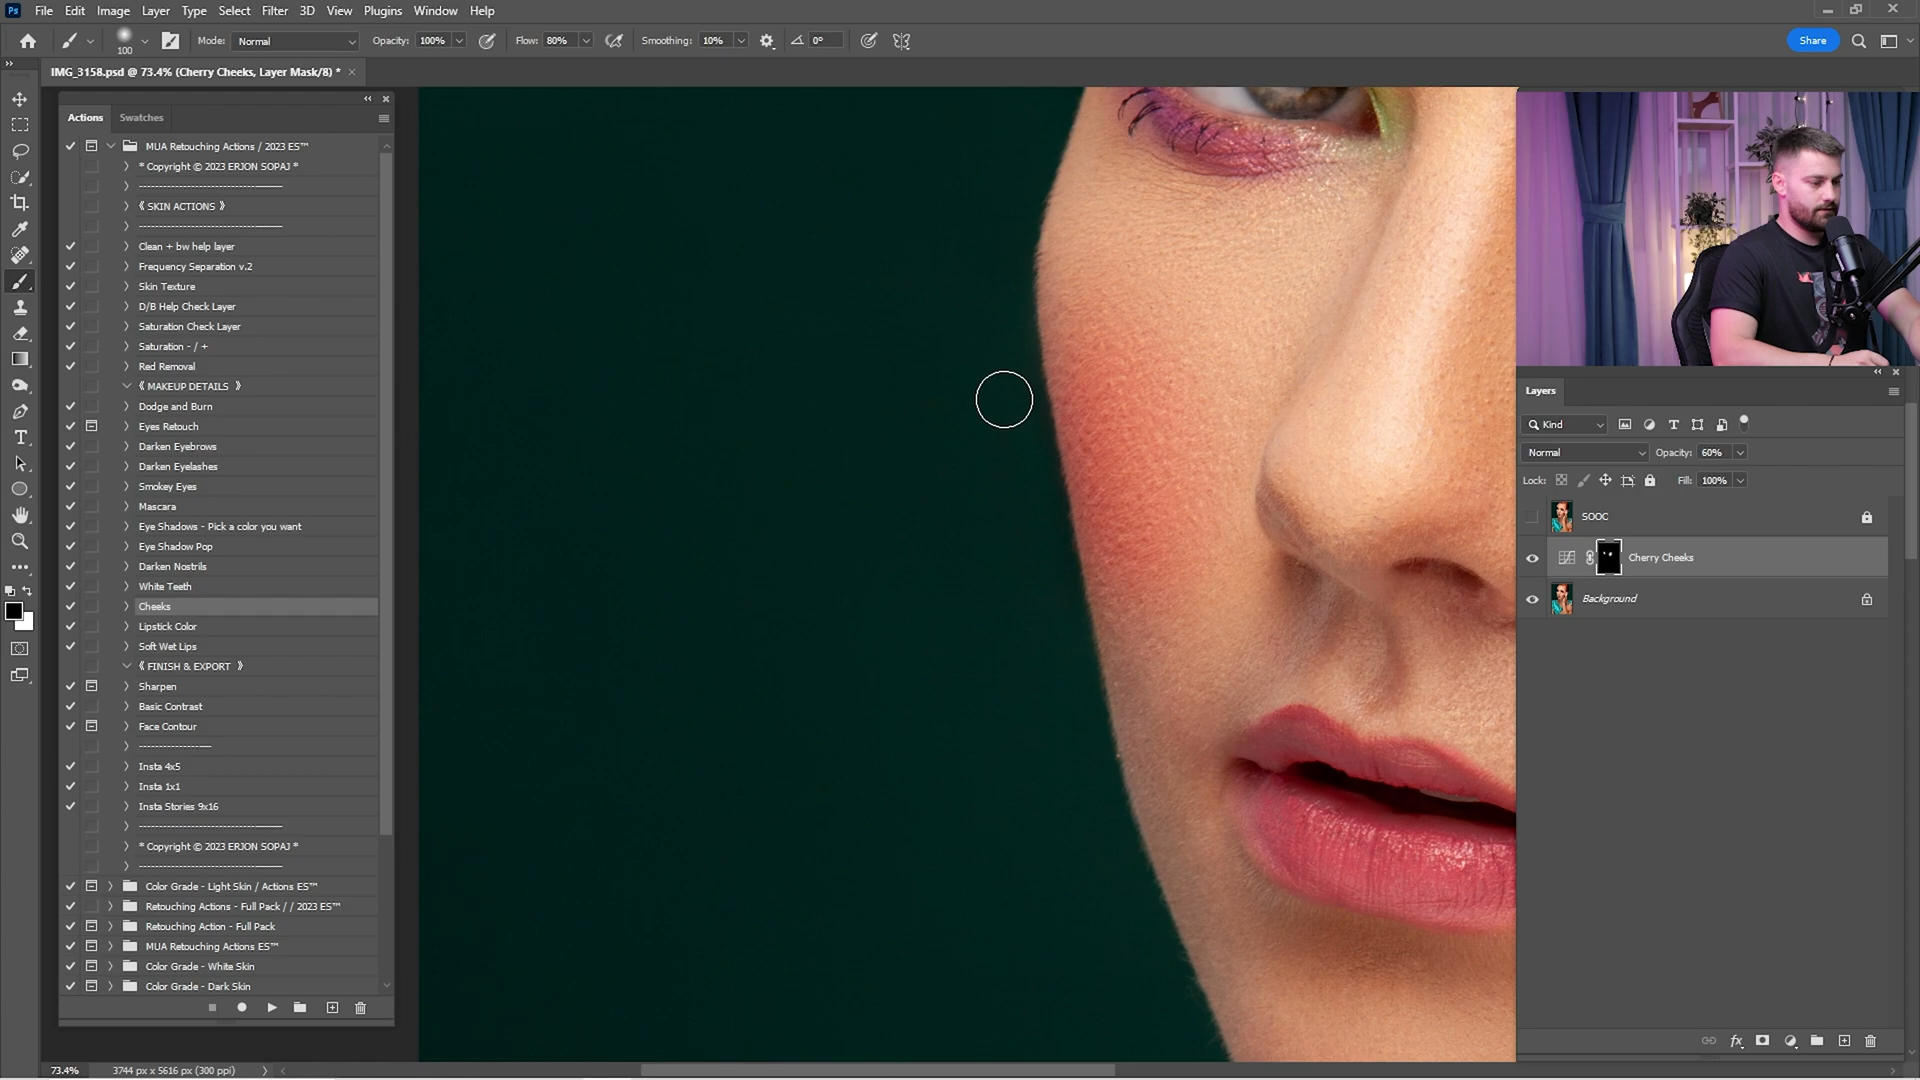 Ps File Edit Image Layer Type Select Filter 3D View Plugins Window Help
100 Mode: Normal Opacity: 100% Flow: 80% Smoothing: 10% 0° Share
IMG_3158.psd @ 73.4% (Cherry Cheeks, Layer Mask/8) *
Actions Swatches
MUA Retouching Actions / 2023 ES™
* Copyright © 2023 ERJON SOPAJ *
《 SKIN ACTIONS 》
Clean + bw help layer
Frequency Separation v.2
Skin Texture
D/B Help Check Layer
Saturation Check Layer
Saturation - / +
Red Removal
《 MAKEUP DETAILS 》
Dodge and Burn
Eyes Retouch
Darken Eyebrows
Darken Eyelashes
Smokey Eyes
Mascara
Eye Shadows - Pick a color you want
Eye Shadow Pop
Darken Nostrils
White Teeth
Cheeks
Lipstick Color
Soft Wet Lips
《 FINISH & EXPORT 》
Sharpen
Basic Contrast
Face Contour
Insta 4x5
Insta 1x1
Insta Stories 9x16
* Copyright © 2023 ERJON SOPAJ *
Color Grade - Light Skin / Actions ES™
Retouching Actions - Full Pack / / 2023 ES™
Retouching Action - Full Pack
MUA Retouching Actions ES™
Color Grade - White Skin
Color Grade - Dark Skin
Layers
Kind
Normal Opacity: 60%
Lock: Fill: 100%
SOOC
Cherry Cheeks
Background
fx
73.4% 3744 px x 5616 px (300 ppi)